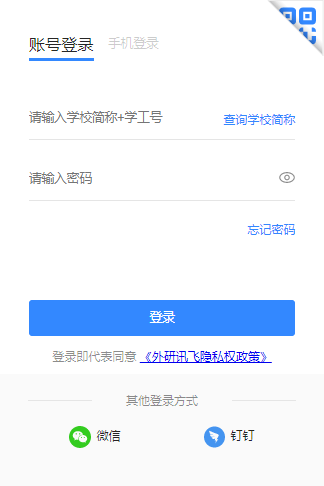 账号登录 手机登录
请输入学校简称+学工号 查询学校简称
请输入密码
忘记密码
登录
登录即代表同意《外研讯飞隐私权政策》
其他登录方式
微信 钉钉